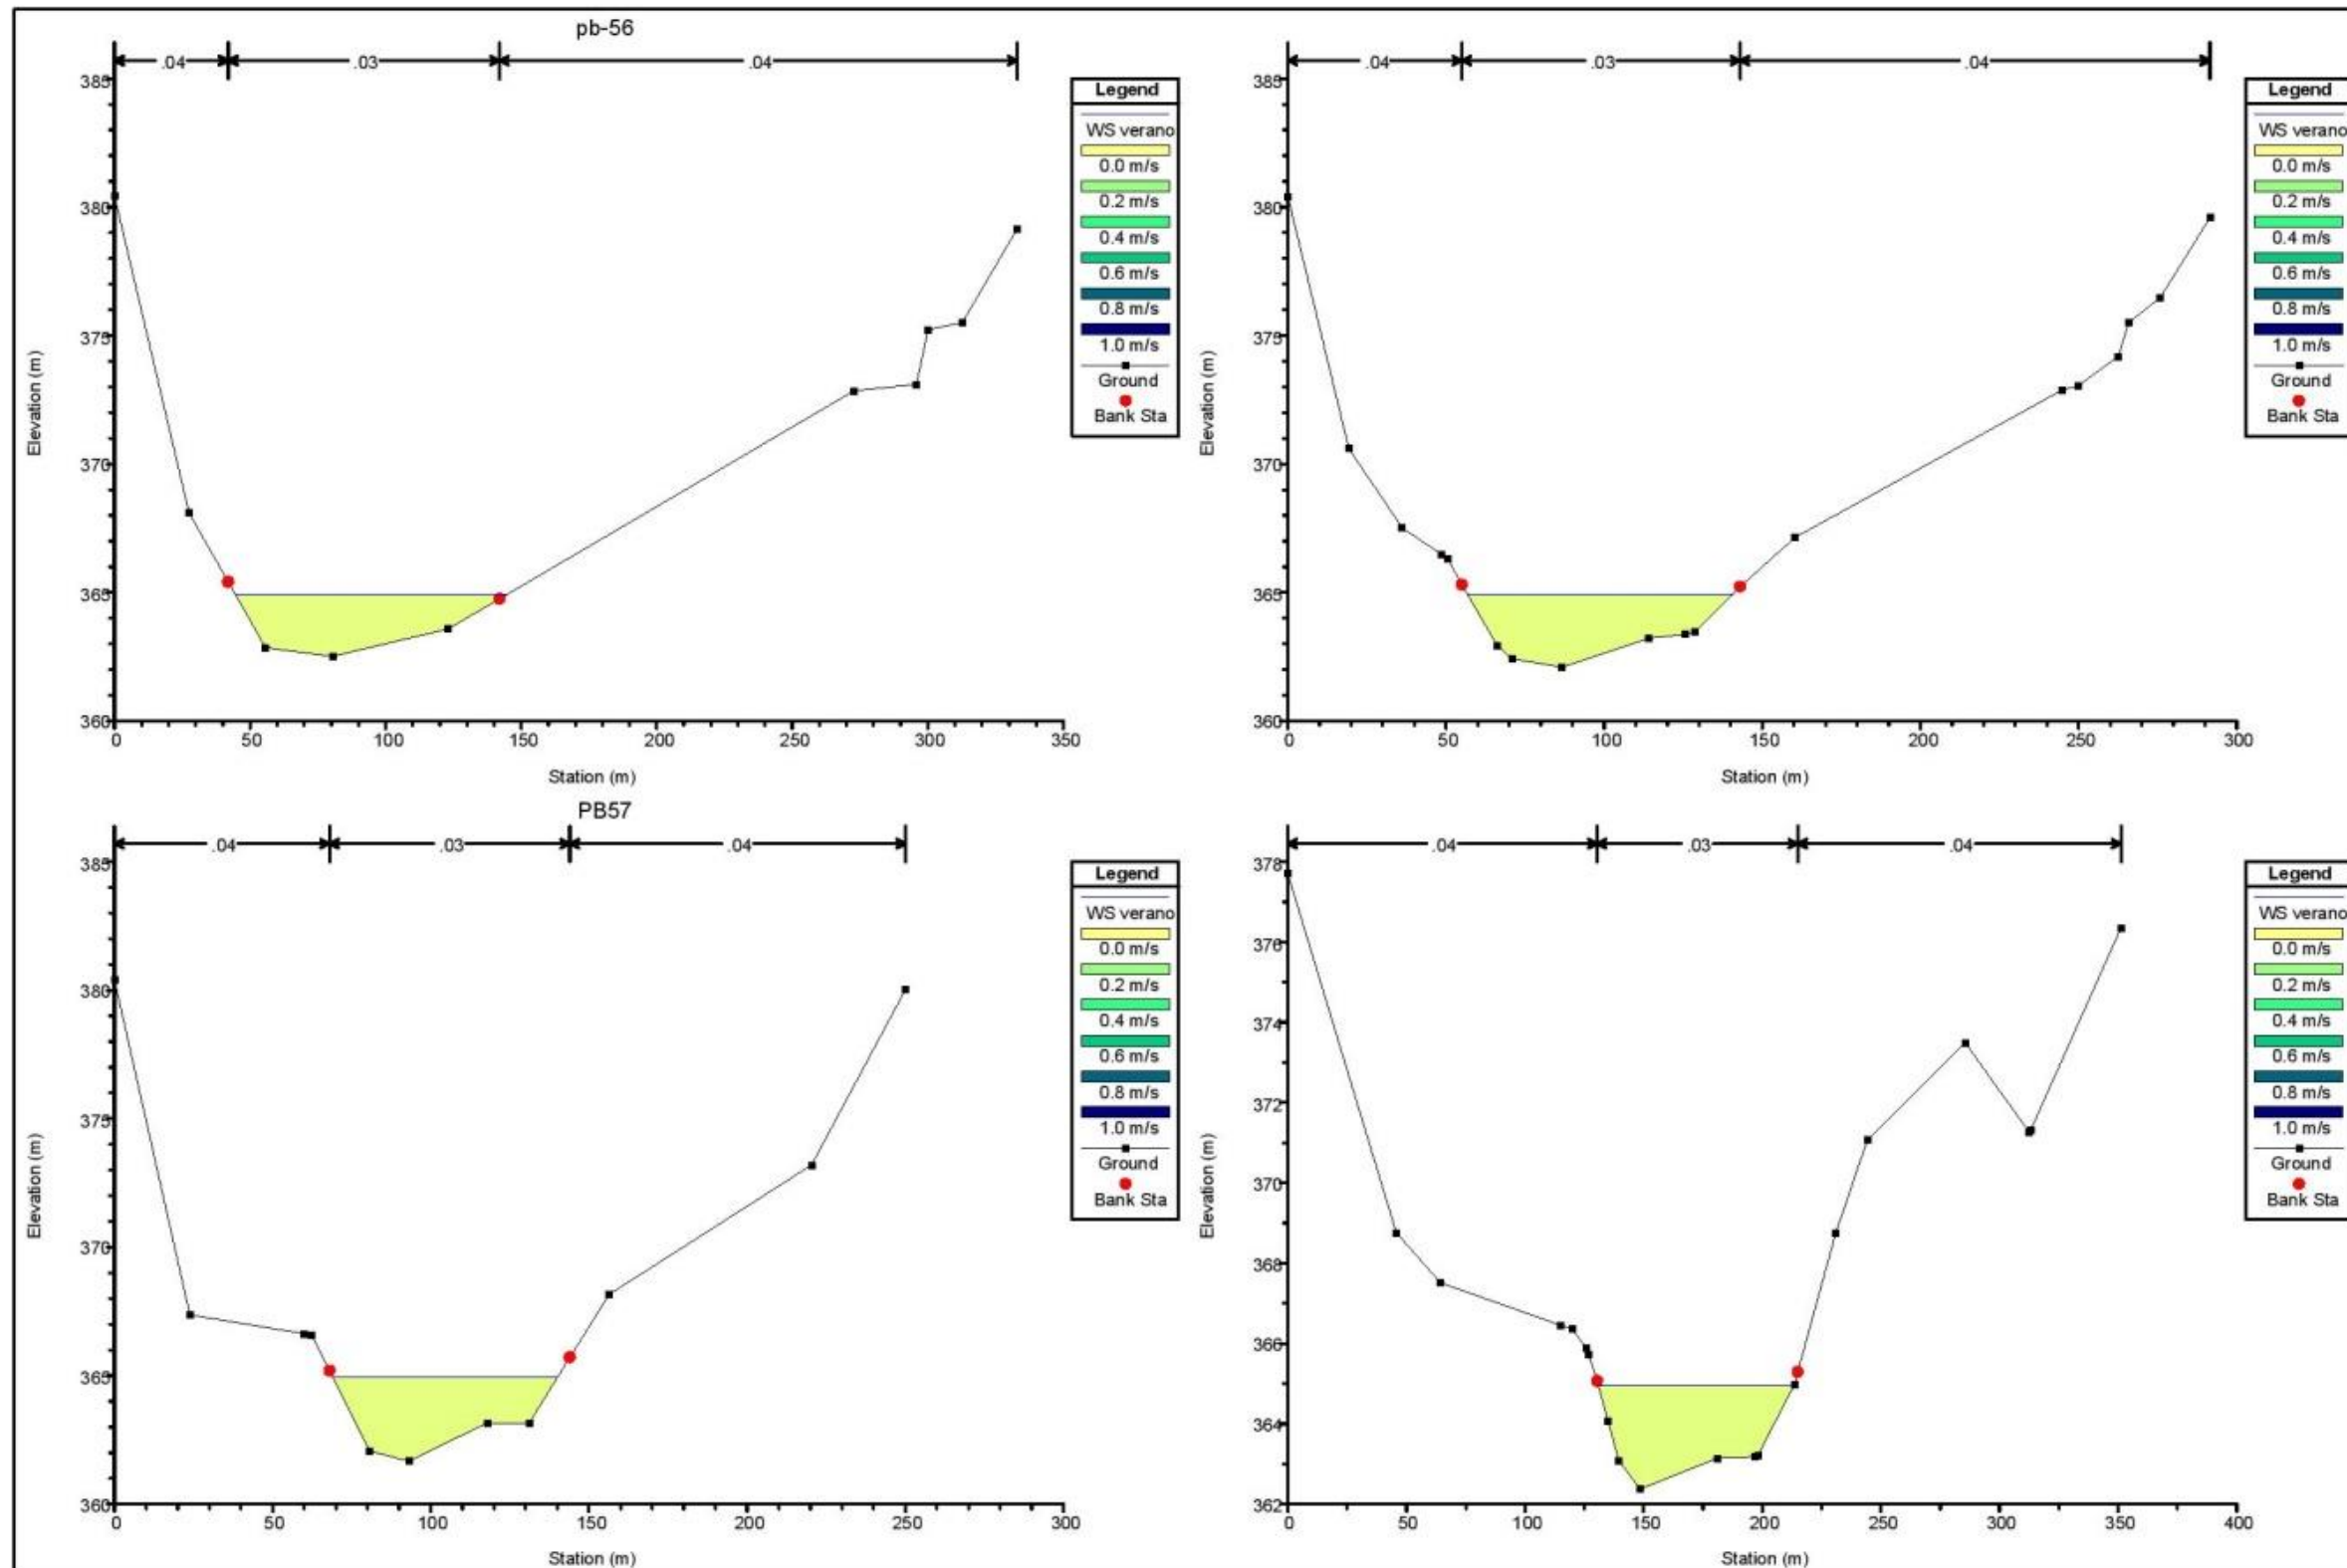 pb-56
.04 .03 .04
385
380
375
370
365
360
0 50 100 150 200 250 300 350
Elevation (m)
Station (m)
Legend
WS verano
0.0 m/s
0.2 m/s
0.4 m/s
0.6 m/s
0.8 m/s
1.0 m/s
Ground
Bank Sta
.04 .03 .04
385
380
375
370
365
360
0 50 100 150 200 250 300
Elevation (m)
Station (m)
Legend
WS verano
0.0 m/s
0.2 m/s
0.4 m/s
0.6 m/s
0.8 m/s
1.0 m/s
Ground
Bank Sta
PB57
.04 .03 .04
385
380
375
370
365
360
0 50 100 150 200 250 300
Elevation (m)
Station (m)
Legend
WS verano
0.0 m/s
0.2 m/s
0.4 m/s
0.6 m/s
0.8 m/s
1.0 m/s
Ground
Bank Sta
.04 .03 .04
378
376
374
372
370
368
366
364
362
0 50 100 150 200 250 300 350 400
Elevation (m)
Station (m)
Legend
WS verano
0.0 m/s
0.2 m/s
0.4 m/s
0.6 m/s
0.8 m/s
1.0 m/s
Ground
Bank Sta